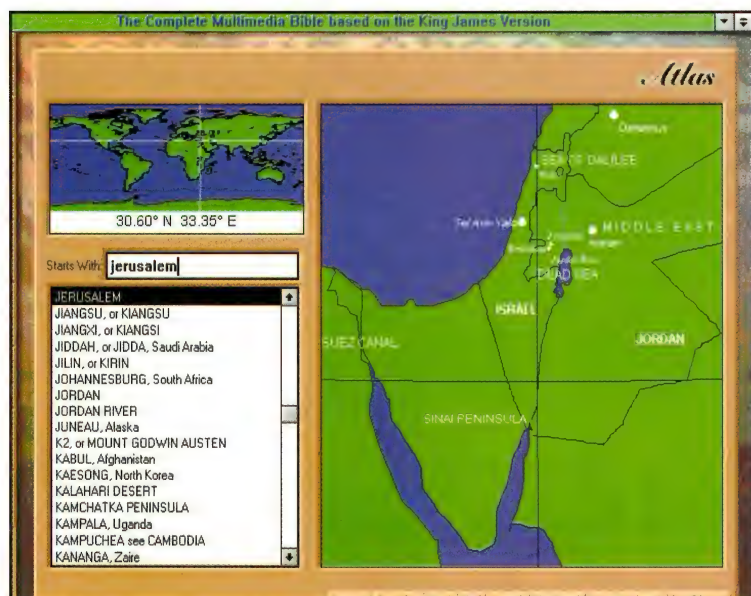 The Complete Multimedia Bible based on the King James Version
Atlas
30.60° N 33.35° E
Starts With: jerusalem
JERUSALEM
JIANGSU, or KIANGSU
JIANGXI, or KIANGSI
JIDDAH, or JIDDA, Saudi Arabia
JILIN, or KIRIN
JOHANNESBURG, South Africa
JORDAN
JORDAN RIVER
JUNEAU, Alaska
K2, or MOUNT GODWIN AUSTEN
KABUL, Afghanistan
KAESONG, North Korea
KALAHARI DESERT
KAMCHATKA PENINSULA
KAMPALA, Uganda
KAMPUCHEA see CAMBODIA
KANANGA, Zaire
Damascus
SEA OF GALILEE
Tel Aviv-Yafo
MIDDLE EAST
DEAD SEA
ISRAEL
JORDAN
SUEZ CANAL
SINAI PENINSULA